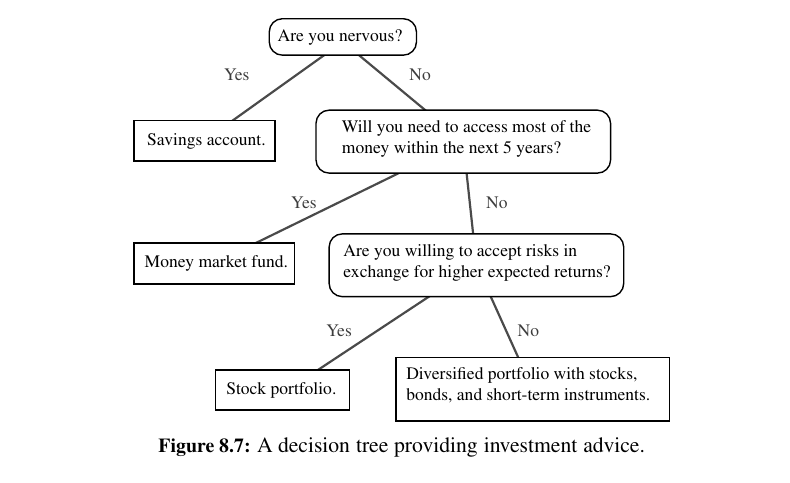 Are you nervous?
Yes
No
Savings account.
Will you need to access most of the
money within the next 5 years?
Yes
No
Money market fund.
Are you willing to accept risks in
exchange for higher expected returns?
Yes
No
Stock portfolio.
Diversified portfolio with stocks,
bonds, and short-term instruments.
Figure 8.7: A decision tree providing investment advice.